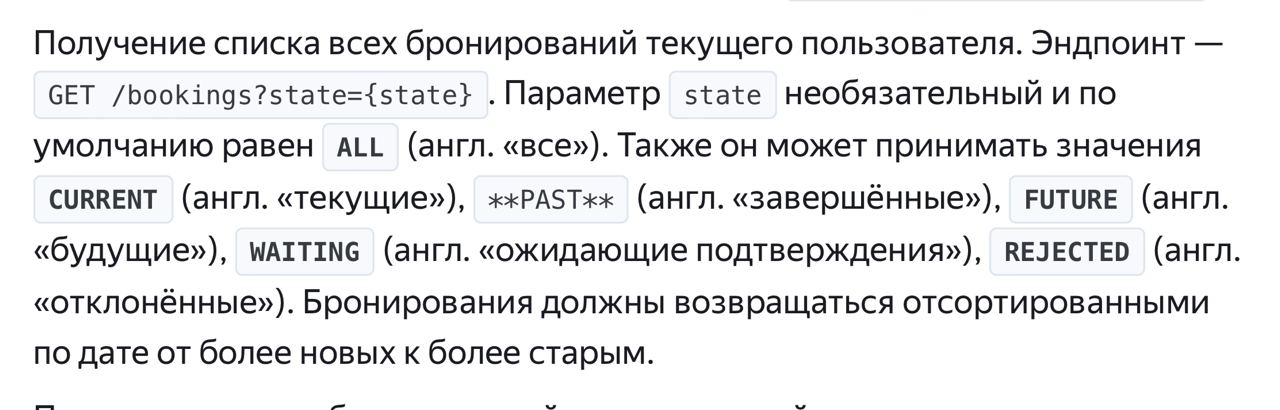 Получение списка всех бронирований текущего пользователя. Эндпоинт —
GET /bookings?state={state} . Параметр state необязательный и по
умолчанию равен ALL (англ. «все»). Также он может принимать значения
CURRENT (англ. «текущие»), **PAST** (англ. «завершённые»), FUTURE (англ.
«будущие»), WAITING (англ. «ожидающие подтверждения»), REJECTED (англ.
«отклонённые»). Бронирования должны возвращаться отсортированными
по дате от более новых к более старым.